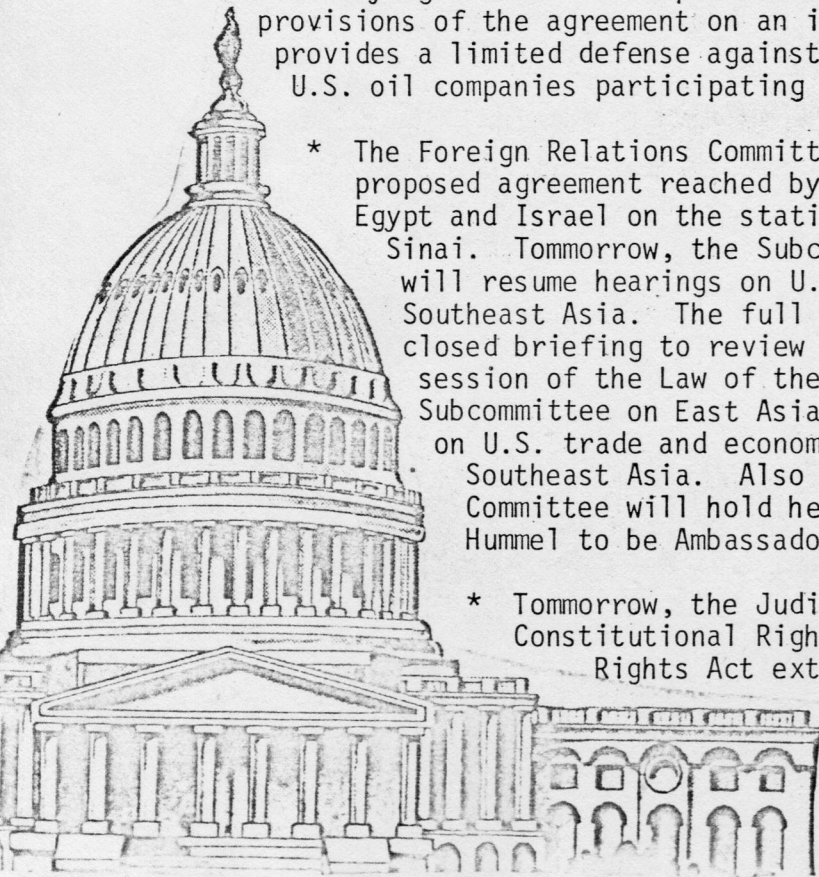 provisions of the agreement on an i
provides a limited defense against
U.S. oil companies participating
* The Foreign Relations Committ
proposed agreement reached by
Egypt and Israel on the stati
Sinai. Tommorrow, the Subc
will resume hearings on U.
Southeast Asia. The full
closed briefing to review
session of the Law of the
Subcommittee on East Asia
on U.S. trade and econom
Southeast Asia. Also
Committee will hold he
Hummel to be Ambassado
* Tommorrow, the Judi
Constitutional Righ
Rights Act ext